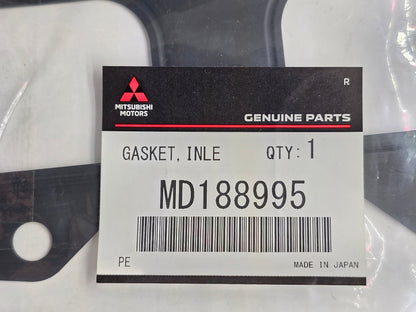 R
MITSUBISHI
MOTORS
GENUINE PARTS
GASKET, INLE QTY: 1
MD188995
PE MADE IN JAPAN